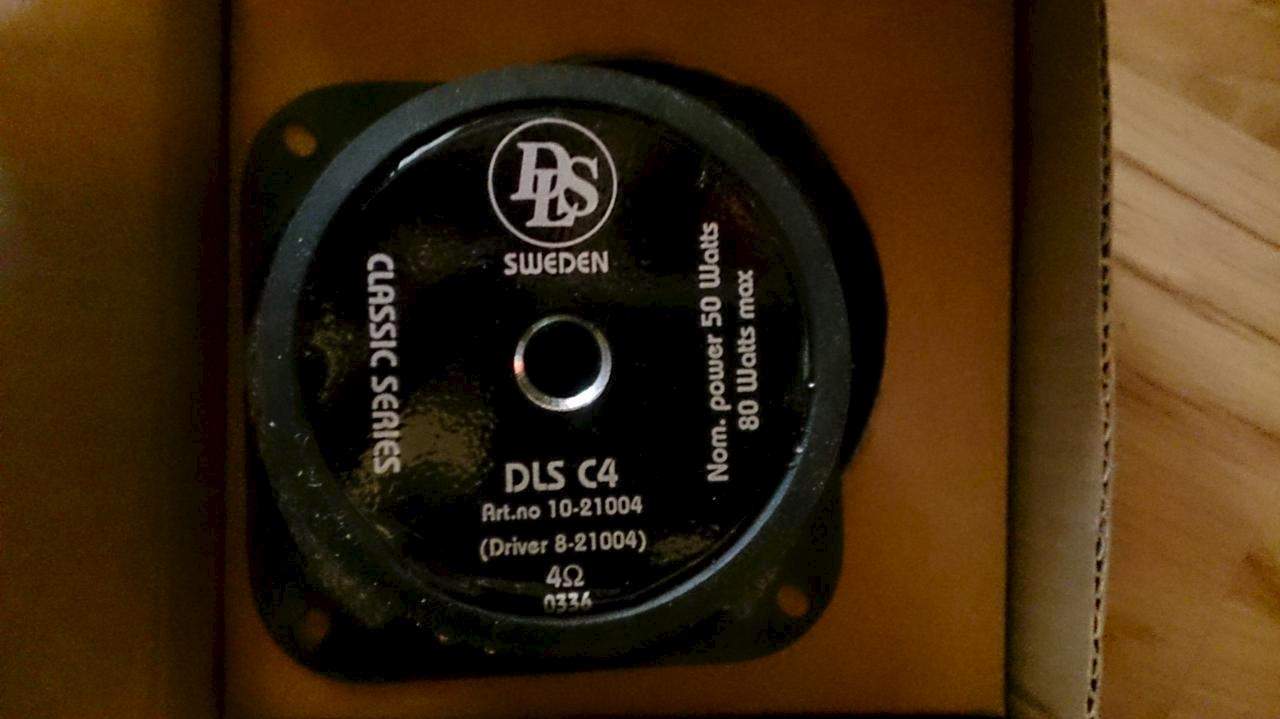 DLS
SWEDEN
CLASSIC SERIES
Nom. power 50 Watts
80 Watts max
DLS C4
Art.no 10-21004
(Driver 8-21004)
4Ω
0336